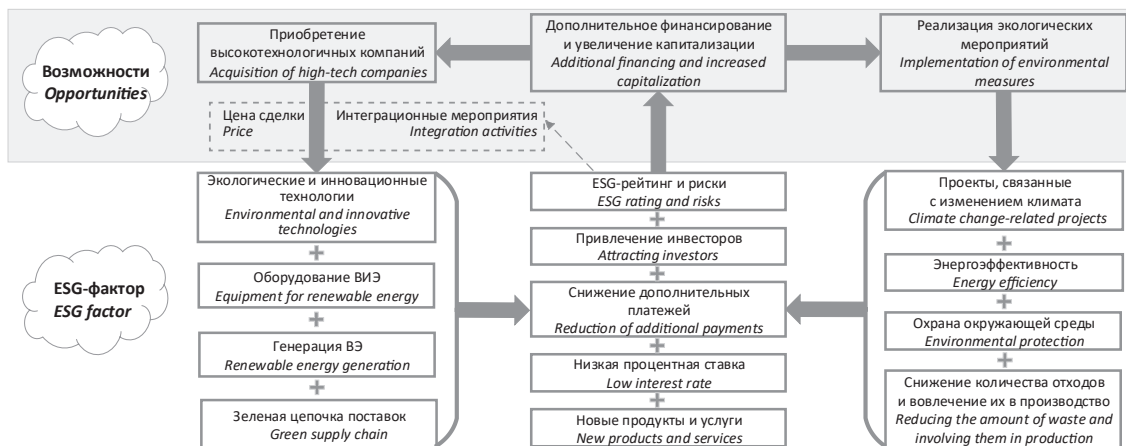 Возможности
Opportunities
Приобретение
высокотехнологичных компаний
Acquisition of high-tech companies
Дополнительное финансирование
и увеличение капитализации
Additional financing and increased
capitalization
Реализация экологических
мероприятий
Implementation of environmental
measures
Цена сделки
Price
Интеграционные мероприятия
Integration activities
ESG-фактор
ESG factor
Экологические и инновационные
технологии
Environmental and innovative
technologies
+
Оборудование ВИЭ
Equipment for renewable energy
+
Генерация ВЭ
Renewable energy generation
+
Зеленая цепочка поставок
Green supply chain
ESG-рейтинг и риски
ESG rating and risks
+
Привлечение инвесторов
Attracting investors
+
Снижение дополнительных
платежей
Reduction of additional payments
+
Низкая процентная ставка
Low interest rate
+
Новые продукты и услуги
New products and services
Проекты, связанные
с изменением климата
Climate change-related projects
+
Энергоэффективность
Energy efficiency
+
Охрана окружающей среды
Environmental protection
+
Снижение количества отходов
и вовлечение их в производство
Reducing the amount of waste and
involving them in production